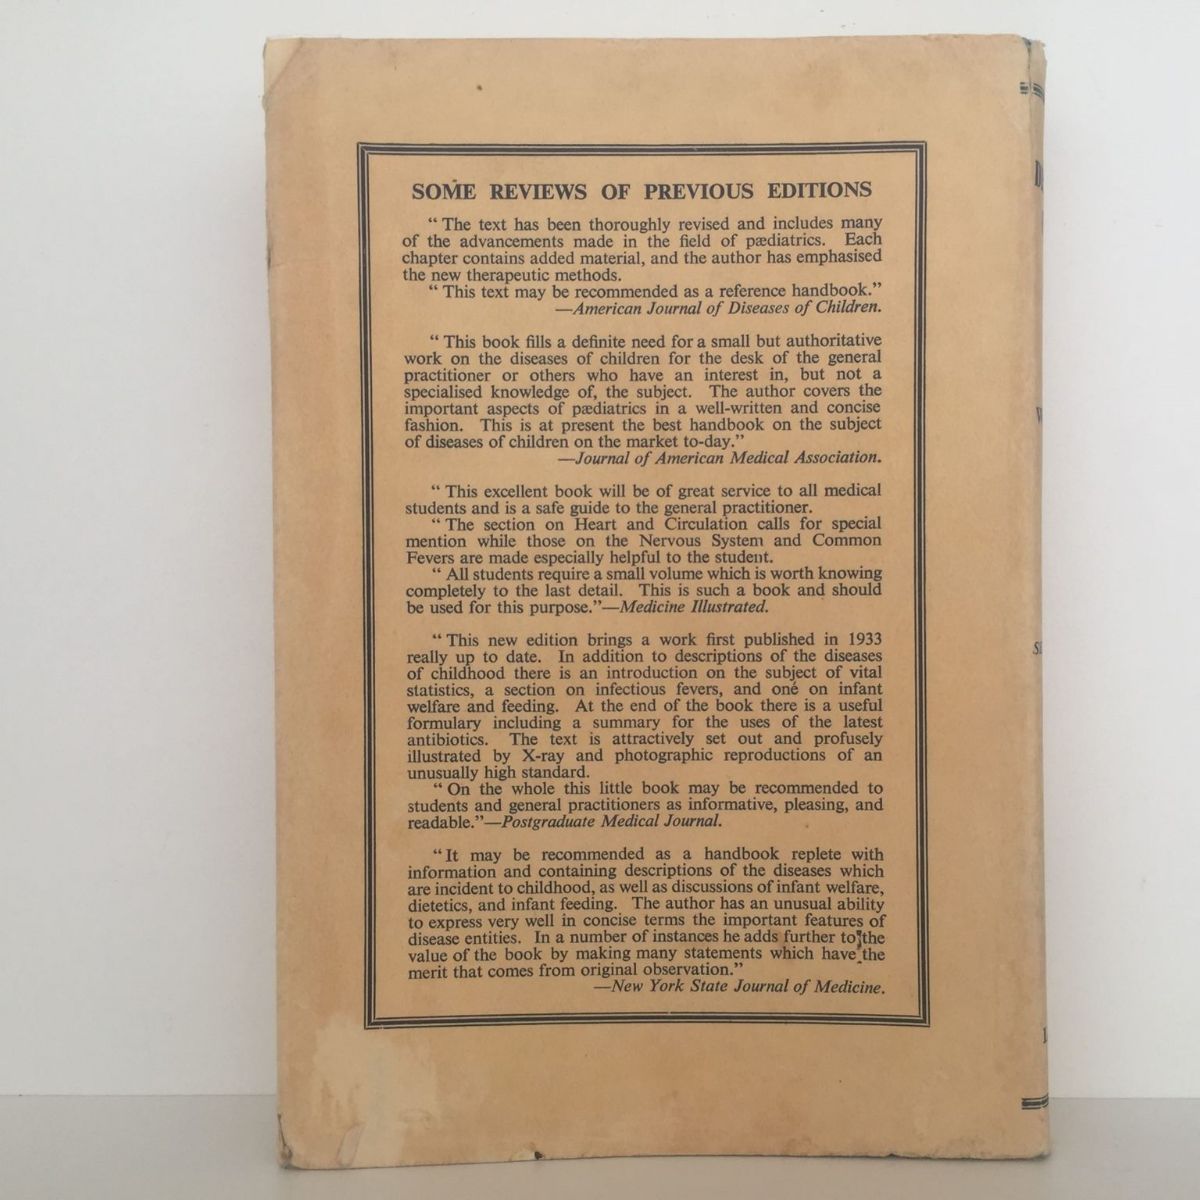 SOME REVIEWS OF PREVIOUS EDITIONS
“ The text has been thoroughly revised and includes many
of the advancements made in the field of pædiatrics. Each
chapter contains added material, and the author has emphasised
the new therapeutic methods.
“ This text may be recommended as a reference handbook.”
—American Journal of Diseases of Children.
“ This book fills a definite need for a small but authoritative
work on the diseases of children for the desk of the general
practitioner or others who have an interest in, but not a
specialised knowledge of, the subject. The author covers the
important aspects of pædiatrics in a well-written and concise
fashion. This is at present the best handbook on the subject
of diseases of children on the market to-day.”
—Journal of American Medical Association.
“ This excellent book will be of great service to all medical
students and is a safe guide to the general practitioner.
“ The section on Heart and Circulation calls for special
mention while those on the Nervous System and Common
Fevers are made especially helpful to the student.
“ All students require a small volume which is worth knowing
completely to the last detail. This is such a book and should
be used for this purpose.”—Medicine Illustrated.
“ This new edition brings a work first published in 1933
really up to date. In addition to descriptions of the diseases
of childhood there is an introduction on the subject of vital
statistics, a section on infectious fevers, and one on infant
welfare and feeding. At the end of the book there is a useful
formulary including a summary for the uses of the latest
antibiotics. The text is attractively set out and profusely
illustrated by X-ray and photographic reproductions of an
unusually high standard.
“ On the whole this little book may be recommended to
students and general practitioners as informative, pleasing, and
readable.”—Postgraduate Medical Journal.
“ It may be recommended as a handbook replete with
information and containing descriptions of the diseases which
are incident to childhood, as well as discussions of infant welfare,
dietetics, and infant feeding. The author has an unusual ability
to express very well in concise terms the important features of
disease entities. In a number of instances he adds further to the
value of the book by making many statements which have the
merit that comes from original observation.”
—New York State Journal of Medicine.